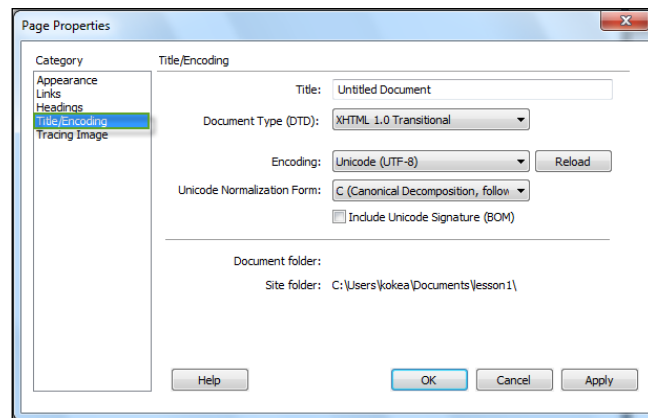 Page Properties
Category
Appearance
Links
Headings
Title/Encoding
Tracing Image
Title/Encoding
Title: Untitled Document
Document Type (DTD): XHTML 1.0 Transitional
Encoding: Unicode (UTF-8) Reload
Unicode Normalization Form: C (Canonical Decomposition, follow
Include Unicode Signature (BOM)
Document folder:
Site folder: C:\Users\kokea\Documents\lesson1\
Help OK Cancel Apply